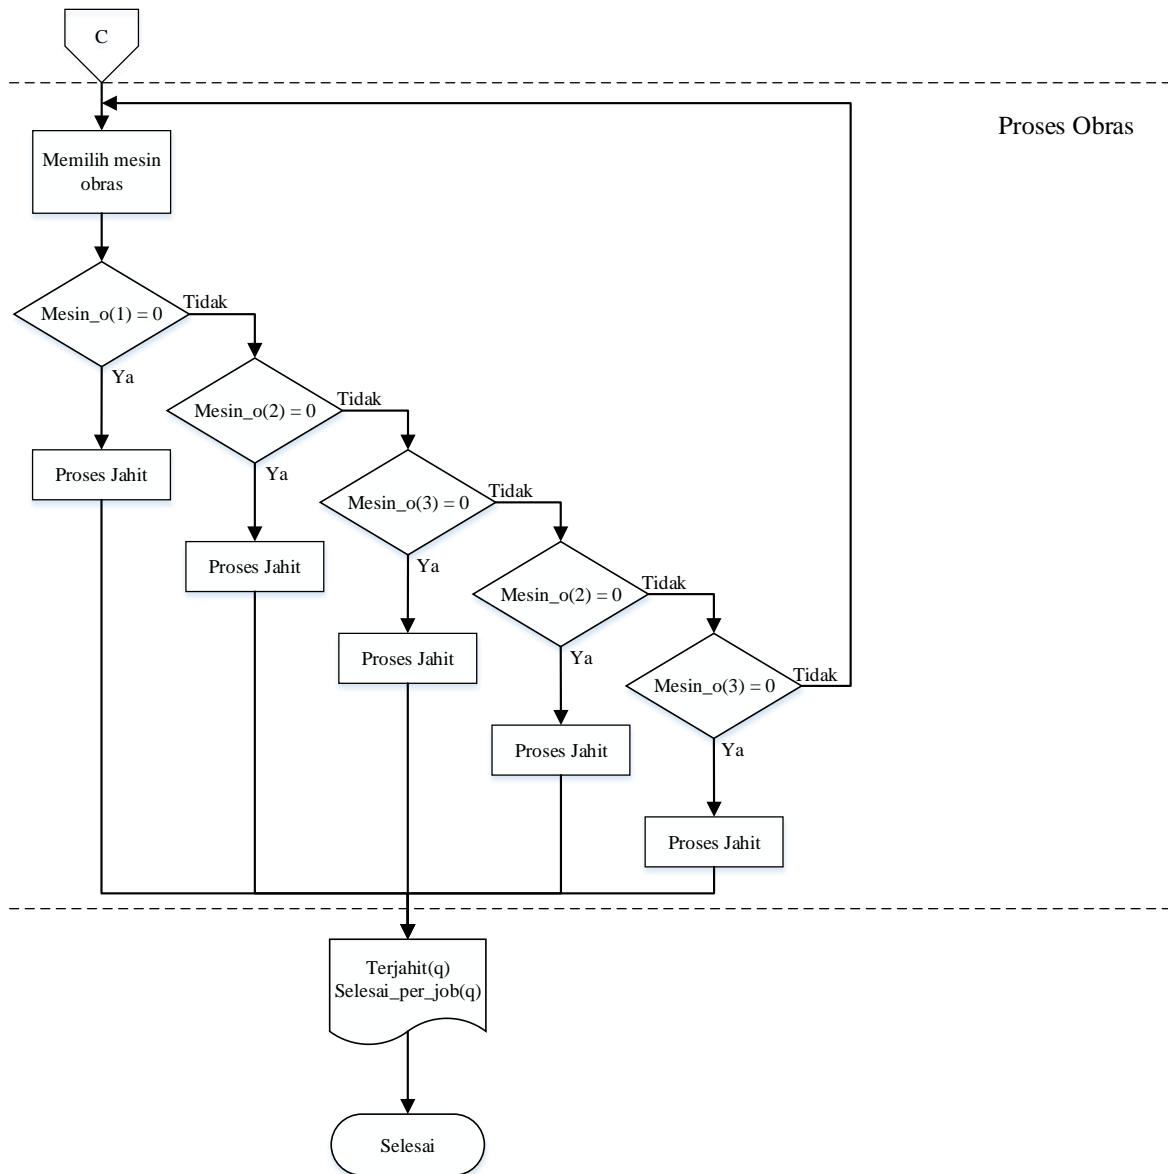 C
Proses Obras
Memilih mesin
obras
Mesin_o(1) = 0
Tidak
Ya
Mesin_o(2) = 0
Tidak
Ya
Proses Jahit
Mesin_o(3) = 0
Tidak
Ya
Proses Jahit
Mesin_o(2) = 0
Tidak
Ya
Proses Jahit
Mesin_o(3) = 0
Tidak
Ya
Proses Jahit
Proses Jahit
Terjahit(q)
Selesai_per_job(q)
Selesai